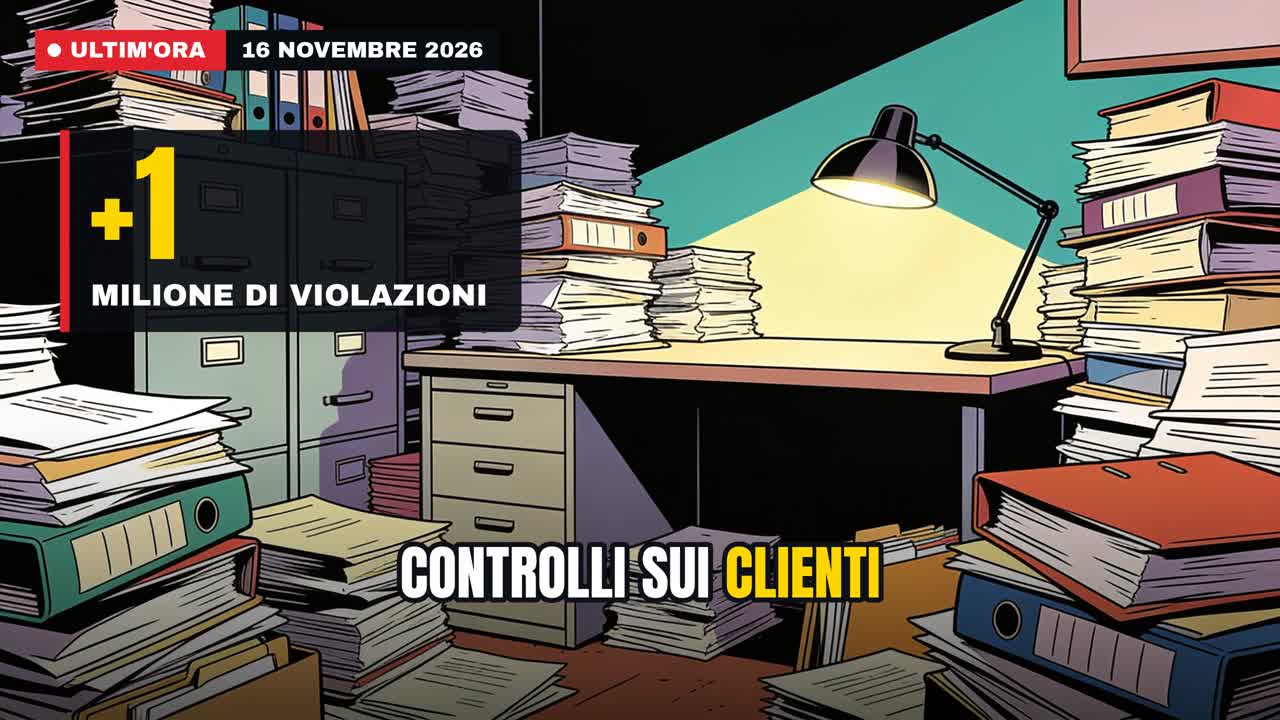 ULTIM'ORA 16 NOVEMBRE 2026
+1
MILIONE DI VIOLAZIONI
CONTROLLI SUI CLIENTI